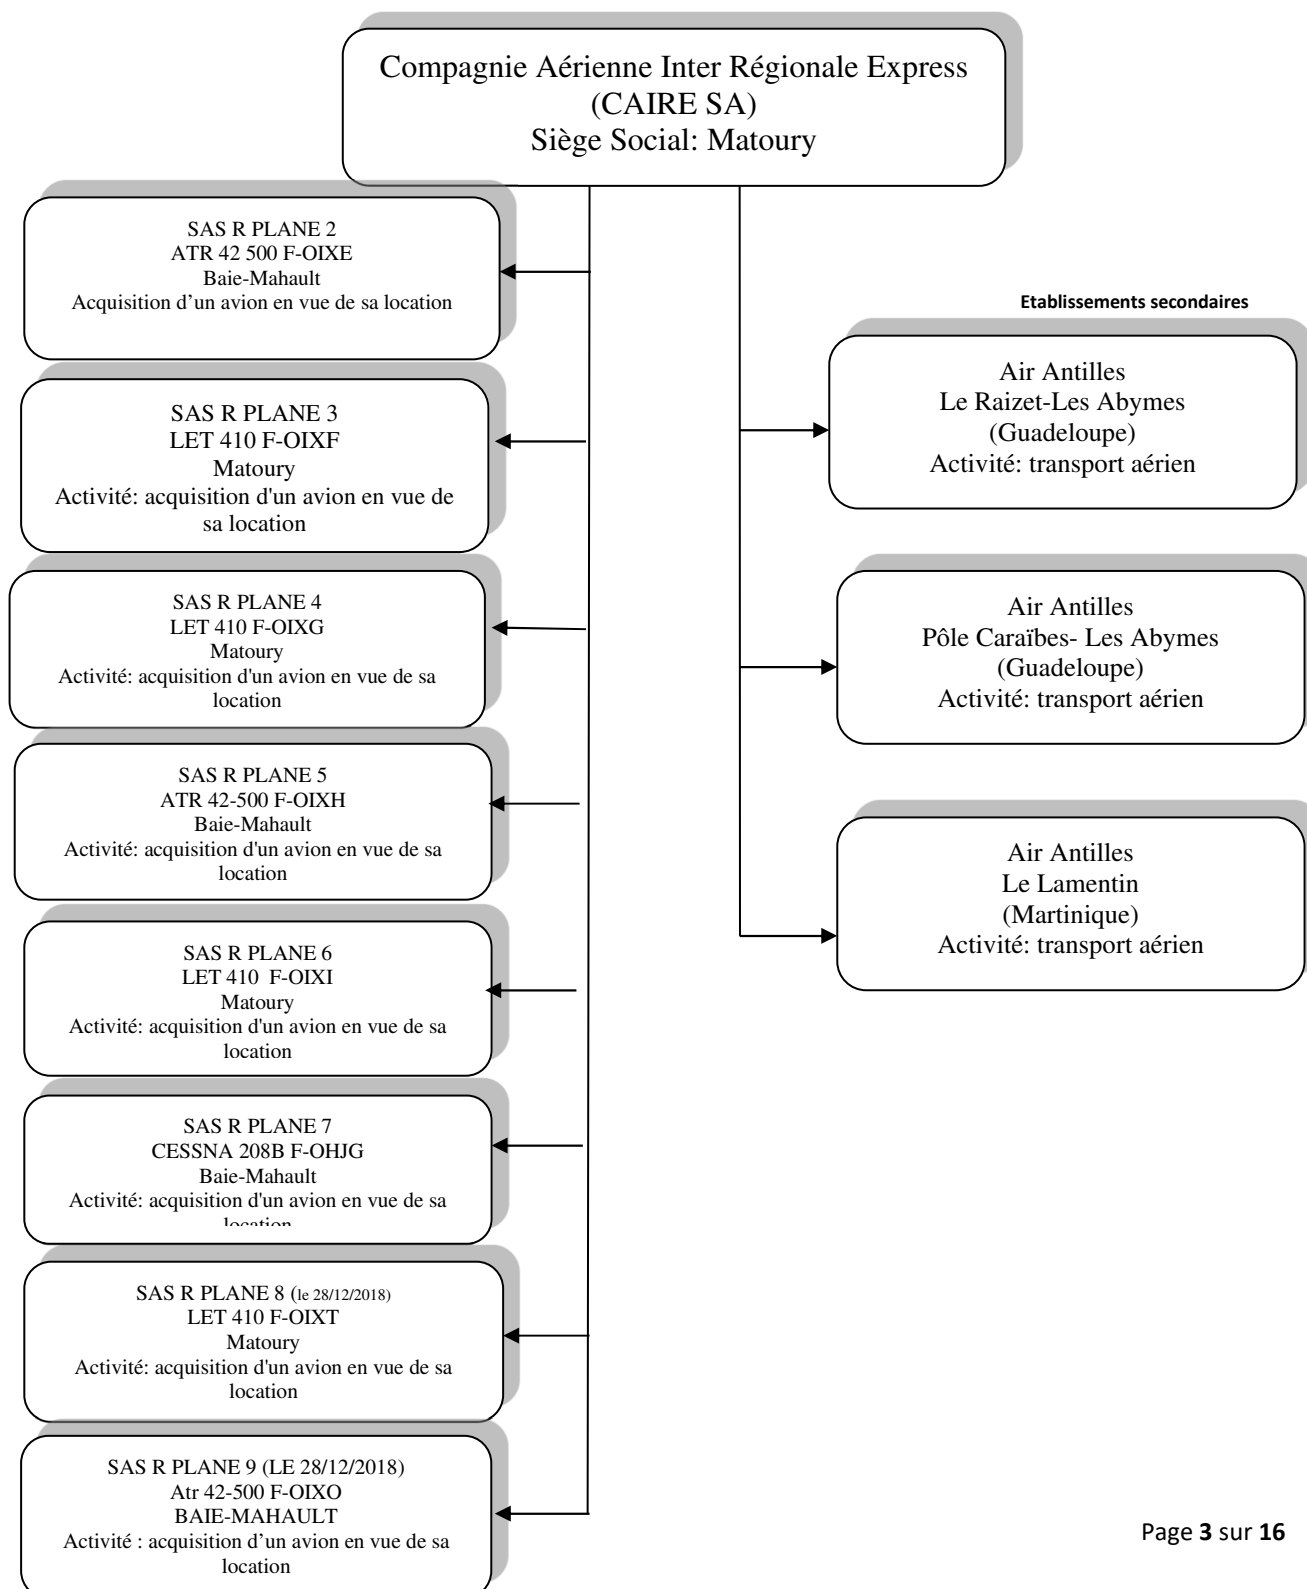 Compagnie Aérienne Inter Régionale Express
(CAIRE SA)
Siège Social: Matoury
SAS R PLANE 2
ATR 42 500 F-OIXE
Baie-Mahault
Acquisition d’un avion en vue de sa location
SAS R PLANE 3
LET 410 F-OIXF
Matoury
Activité: acquisition d'un avion en vue de
sa location
SAS R PLANE 4
LET 410 F-OIXG
Matoury
Activité: acquisition d'un avion en vue de sa
location
SAS R PLANE 5
ATR 42-500 F-OIXH
Baie-Mahault
Activité: acquisition d'un avion en vue de sa
location
SAS R PLANE 6
LET 410  F-OIXI
Matoury
Activité: acquisition d'un avion en vue de sa
location
SAS R PLANE 7
CESSNA 208B F-OHJG
Baie-Mahault
Activité: acquisition d'un avion en vue de sa
location
SAS R PLANE 8 (le 28/12/2018)
LET 410 F-OIXT
Matoury
Activité: acquisition d'un avion en vue de sa
location
SAS R PLANE 9 (LE 28/12/2018)
Atr 42-500 F-OIXO
BAIE-MAHAULT
Activité : acquisition d’un avion en vue de sa
location
Etablissements secondaires
Air Antilles
Le Raizet-Les Abymes
(Guadeloupe)
Activité: transport aérien
Air Antilles
Pôle Caraïbes- Les Abymes
(Guadeloupe)
Activité: transport aérien
Air Antilles
Le Lamentin
(Martinique)
Activité: transport aérien
Page 3 sur 16